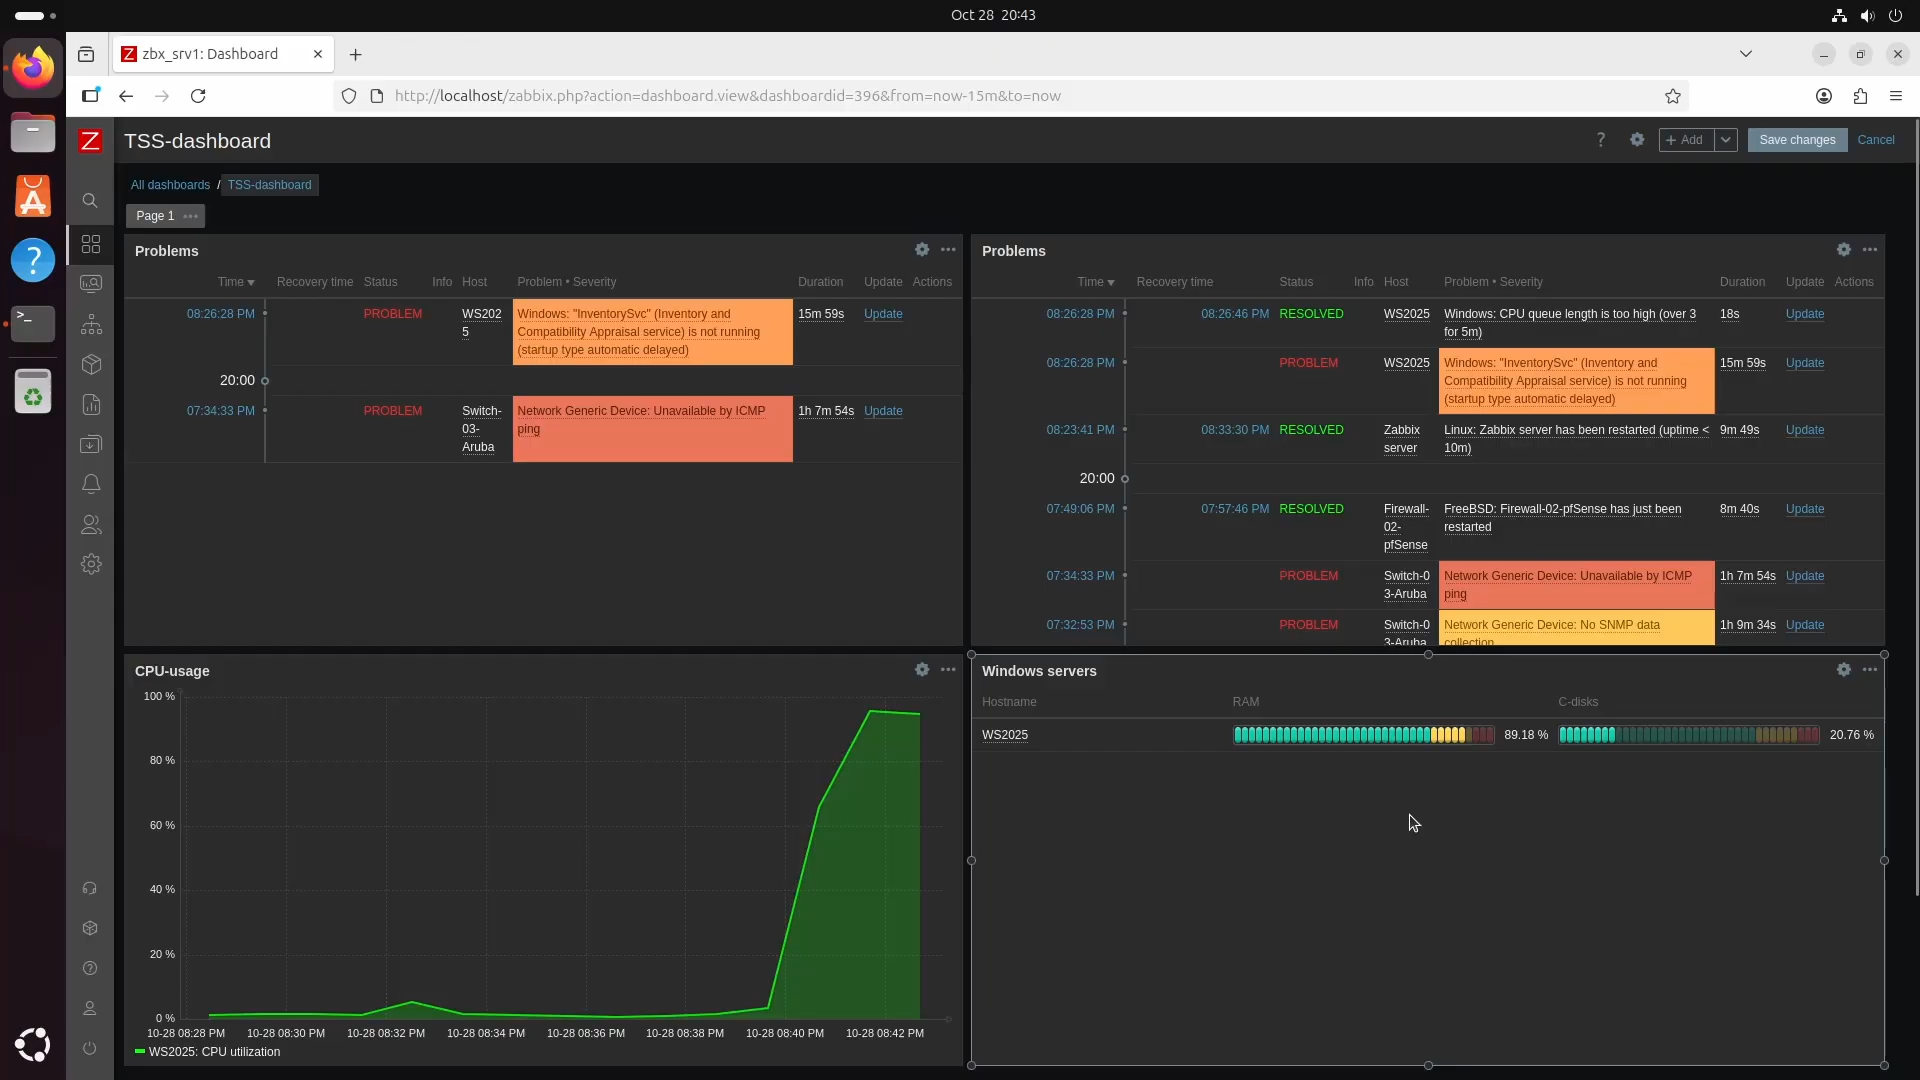 Oct 28 20:43
Z zbx_srv1: Dashboard
http://localhost/zabbix.php?action=dashboard.view&dashboardid=396&from=now-15m&to=now
Z
TSS-dashboard
? + Add Save changes Cancel
All dashboards / TSS-dashboard
Page 1
Problems
Time Recovery time Status Info Host Problem • Severity Duration Update Actions
08:26:28 PM PROBLEM WS202 Windows: "InventorySvc" (Inventory and 15m 59s Update
5 Compatibility Appraisal service) is not running
(startup type automatic delayed)
20:00
07:34:33 PM PROBLEM Switch- Network Generic Device: Unavailable by ICMP 1h 7m 54s Update
03- ping
Aruba
Problems
Time Recovery time Status Info Host Problem • Severity Duration Update Actions
08:26:28 PM 08:26:46 PM RESOLVED WS2025 Windows: CPU queue length is too high (over 3 18s Update
for 5m)
08:26:28 PM PROBLEM WS2025 Windows: "InventorySvc" (Inventory and 15m 59s Update
Compatibility Appraisal service) is not running
(startup type automatic delayed)
08:23:41 PM 08:33:30 PM RESOLVED Zabbix Linux: Zabbix server has been restarted (uptime < 9m 49s Update
server 10m)
20:00
07:49:06 PM 07:57:46 PM RESOLVED Firewall- FreeBSD: Firewall-02-pfSense has just been 8m 40s Update
02- restarted
pfSense
07:34:33 PM PROBLEM Switch-0 Network Generic Device: Unavailable by ICMP 1h 7m 54s Update
3-Aruba ping
07:32:53 PM PROBLEM Switch-0 Network Generic Device: No SNMP data 1h 9m 34s Update
3-Aruba collection
CPU-usage
100 %
80 %
60 %
40 %
20 %
0 %
10-28 08:28 PM 10-28 08:30 PM 10-28 08:32 PM 10-28 08:34 PM 10-28 08:36 PM 10-28 08:38 PM 10-28 08:40 PM 10-28 08:42 PM
WS2025: CPU utilization
Windows servers
Hostname RAM C-disks
WS2025 89.18 % 20.76 %